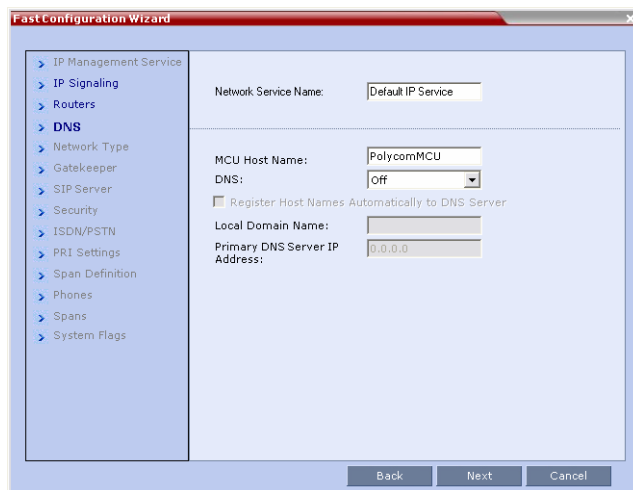 Fast Configuration Wizard
IP Management Service
IP Signaling
Routers
DNS
Network Type
Gatekeeper
SIP Server
Security
ISDN/PSTN
PRI Settings
Span Definition
Phones
Spans
System Flags
Network Service Name: Default IP Service
MCU Host Name: PolycomMCU
DNS: Off
Register Host Names Automatically to DNS Server
Local Domain Name:
Primary DNS Server IP 0.0.0.0
Address:
Back Next Cancel